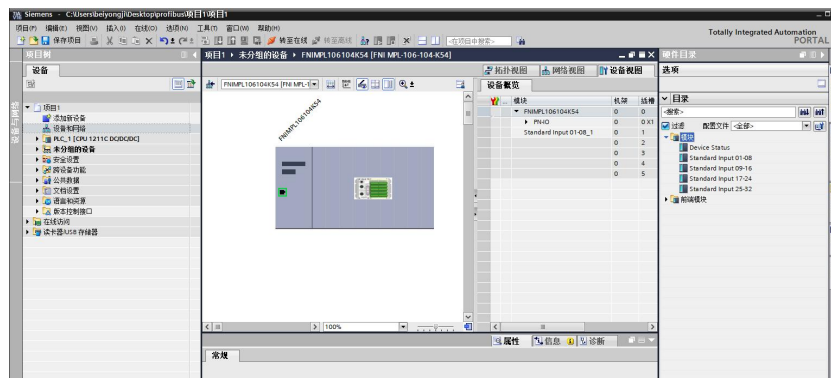 Siemens - C:\Users\beiyongji\Desktop\profibus\项目1\项目1
项目(P) 编辑(E) 视图(V) 插入(I) 在线(O) 选项(N) 工具(T) 窗口(W) 帮助(H)
Totally Integrated Automation
PORTAL
保存项目
转至在线
转至离线
<在项目中搜索>
项目树
项目1 ▸ 未分组的设备 ▸ FNIMPL106104K54 [FNI MPL-106-104-K54]
硬件目录
设备
拓扑视图
网络视图
设备视图
选项
FNIMPL106104K54 [FNI MPL-1
设备概览
项目1
添加新设备
设备和网络
PLC_1 [CPU 1211C DC/DC/DC]
未分组的设备
安全设置
跨设备功能
公共数据
文档设置
语言和资源
版本控制接口
在线访问
读卡器/USB 存储器
FNIMPL106104K54
100%
... 模块 机架 插槽
FNIMPL106104K54 0 0
PN-IO 0 0 X1
Standard Input 01-08_1 0 1
0 2
0 3
0 4
0 5
目录
<搜索>
过滤 配置文件 <全部>
模块
Device Status
Standard Input 01-08
Standard Input 09-16
Standard Input 17-24
Standard Input 25-32
前端模块
属性
信息
诊断
常规